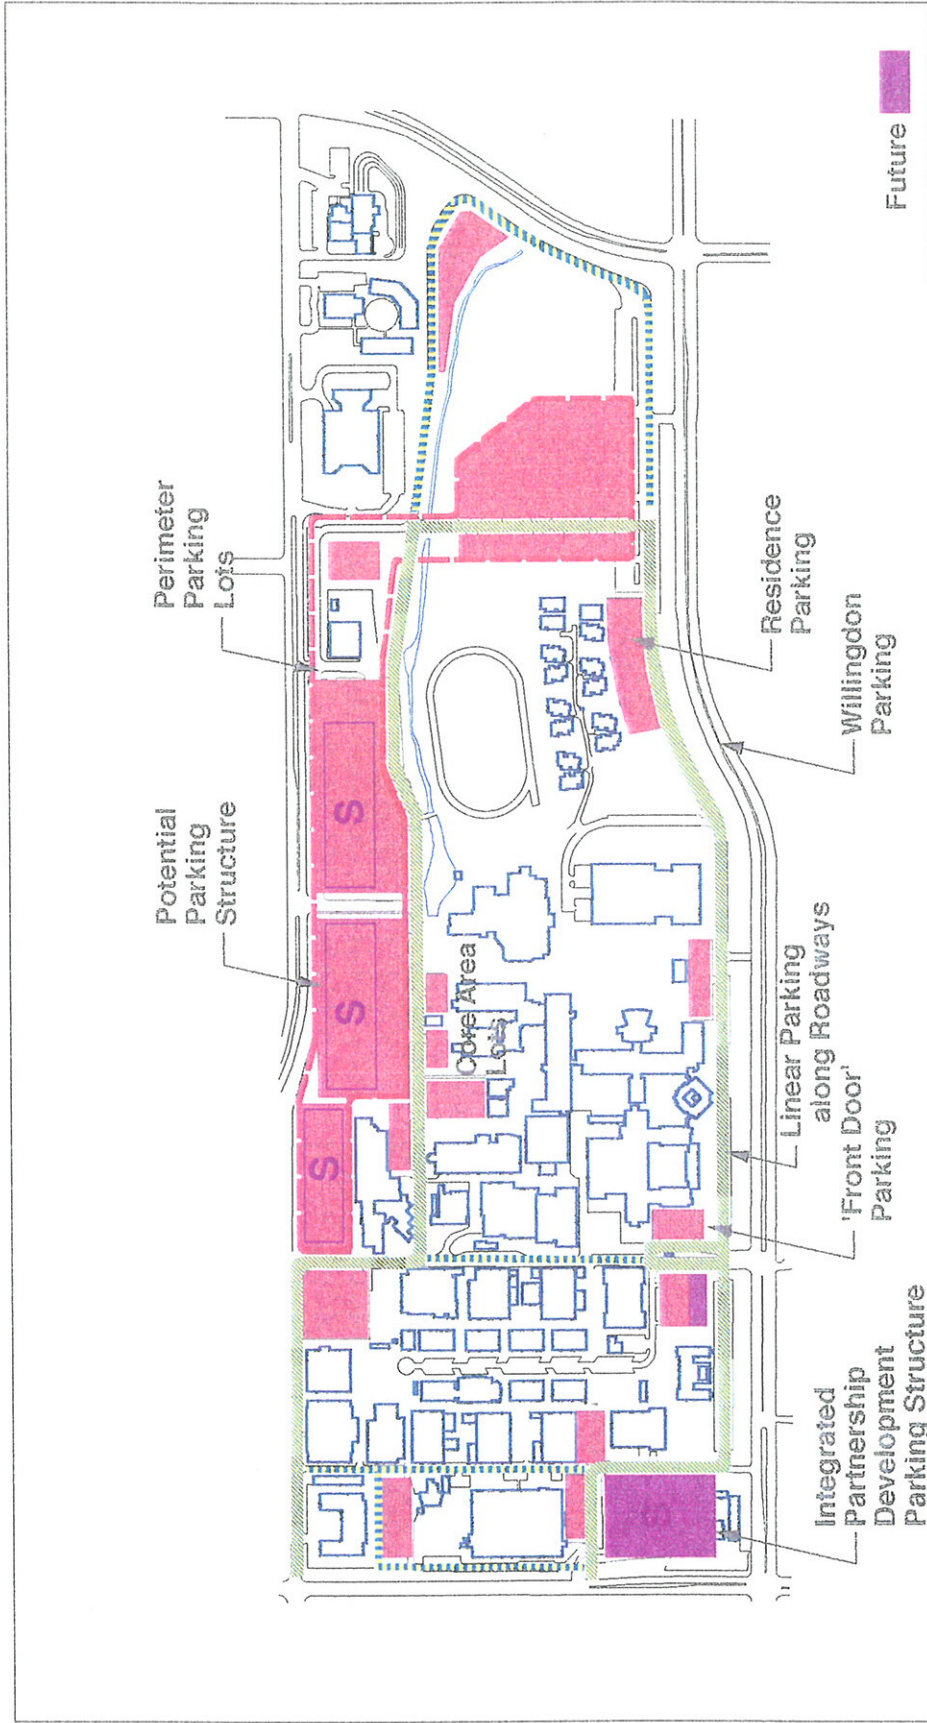 Potential
Parking
Structure
Perimeter
Parking
Lots
S
S
S
S
Core Area
Lots
Integrated
Partnership
Development
Parking Structure
'Front Door'
Parking
Linear Parking
along Roadways
Willingdon
Parking
Residence
Parking
Future